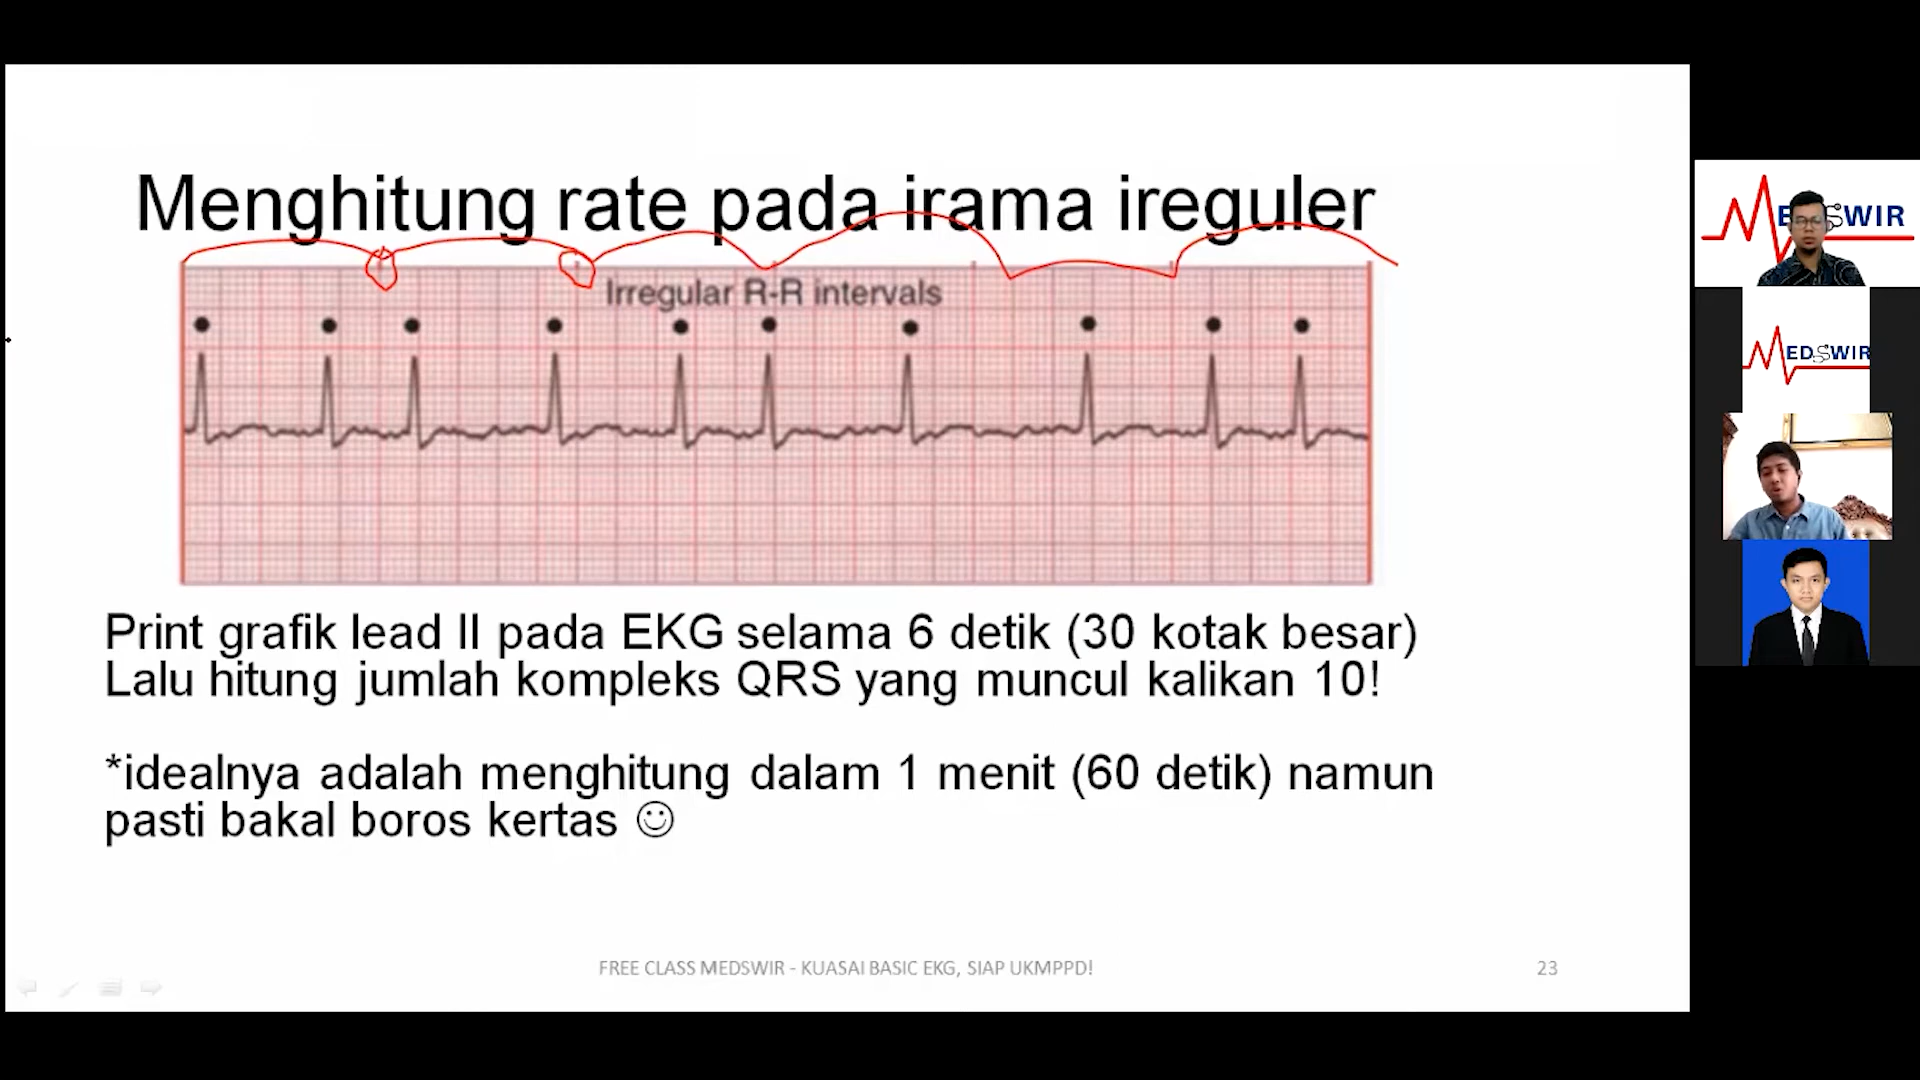 Menghitung rate pada irama ireguler
Irregular R-R intervals
Print grafik lead II pada EKG selama 6 detik (30 kotak besar)
Lalu hitung jumlah kompleks QRS yang muncul kalikan 10!
*idealnya adalah menghitung dalam 1 menit (60 detik) namun
pasti bakal boros kertas ☺
FREE CLASS MEDSWIR - KUASAI BASIC EKG, SIAP UKMPPD!
23
MEDSWIR
MEDSWIR